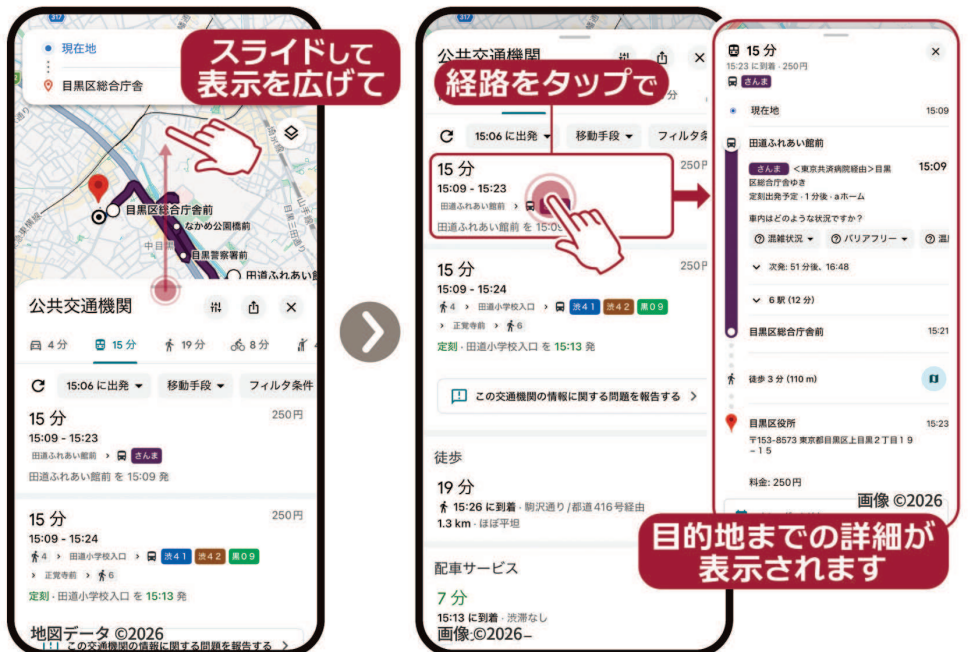 317
現在地
目黒区総合庁舎
スライドして
表示を広げて
目黒区総合庁舎前
なかめ公園橋前
中目黒
目黒警察署前
田道ふれあい館
公共交通機関
4分
15分
19分
8分
15:06 に出発
移動手段
フィルタ条件
15 分
250円
15:09 - 15:23
田道ふれあい館前 > さんま
田道ふれあい館前 を 15:09 発
15 分
250円
15:09 - 15:24
4 > 田道小学校入口 > 渋41 渋42 黒09
> 正覚寺前 > 6
定刻・田道小学校入口 を 15:13 発
地図データ ©2026
この交通機関の情報に関する問題を報告する >
317
公共交通機関
経路をタップで
分
15:06 に出発
移動手段
フィルタ条
15 分
250円
15:09 - 15:23
田道ふれあい館前 >
田道ふれあい館前 を 15:09
15 分
250円
15:09 - 15:24
4 > 田道小学校入口 > 渋41 渋42 黒09
> 正覚寺前 > 6
定刻・田道小学校入口 を 15:13 発
この交通機関の情報に関する問題を報告する >
徒歩
19 分
15:26 に到着・駒沢通り/都道416号経由
1.3 km・ほぼ平坦
配車サービス
7 分
15:13 に到着・渋滞なし
画像 ©2026
15 分
15:23 に到着・250円
さんま
現在地 15:09
田道ふれあい館前
さんま <東京共済病院経由>目黒 15:09
区総合庁舎ゆき
定刻出発予定・1分後・aホーム
車内はどのような状況ですか？
混雑状況
バリアフリー
温
次発: 51 分後、16:48
6 駅 (12 分)
目黒区総合庁舎前 15:21
徒歩 3 分 (110 m)
目黒区役所 15:23
〒153-8573 東京都目黒区上目黒2丁目19
−15
料金: 250円
画像 ©2026
目的地までの詳細が
表示されます